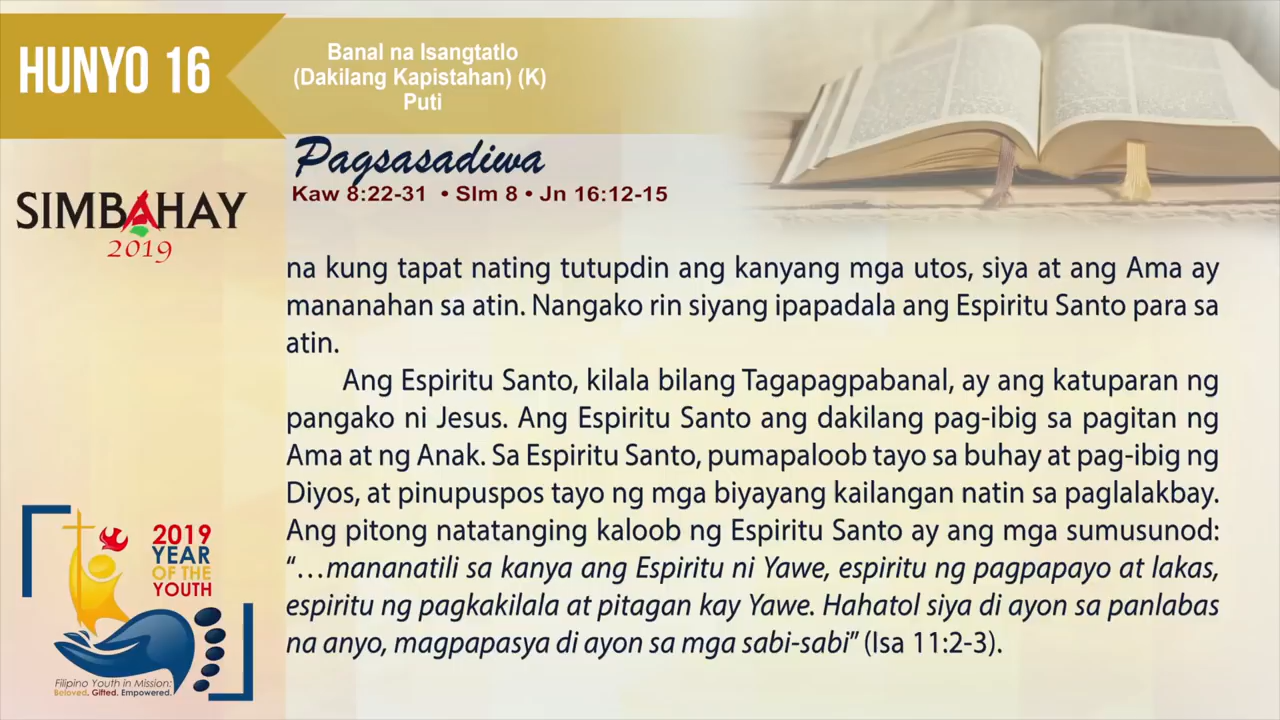 HUNYO 16
Banal na Isangtatlo
(Dakilang Kapistahan) (K)
Puti
Pagsasadiwa
Kaw 8:22-31 • Slm 8 • Jn 16:12-15
SIMBAHAY
2019
na kung tapat nating tutupdin ang kanyang mga utos, siya at ang Ama ay
mananahan sa atin. Nangako rin siyang ipapadala ang Espiritu Santo para sa
atin.
Ang Espiritu Santo, kilala bilang Tagapagpabanal, ay ang katuparan ng
pangako ni Jesus. Ang Espiritu Santo ang dakilang pag-ibig sa pagitan ng
Ama at ng Anak. Sa Espiritu Santo, pumapaloob tayo sa buhay at pag-ibig ng
Diyos, at pinupuspos tayo ng mga biyayang kailangan natin sa paglalakbay.
Ang pitong natatanging kaloob ng Espiritu Santo ay ang mga sumusunod:
“…mananatili sa kanya ang Espiritu ni Yawe, espiritu ng pagpapayo at lakas,
espiritu ng pagkakilala at pitagan kay Yawe. Hahatol siya di ayon sa panlabas
na anyo, magpapasya di ayon sa mga sabi-sabi” (Isa 11:2-3).
2019
YEAR
OF THE
YOUTH
Filipino Youth in Mission:
Beloved. Gifted. Empowered.